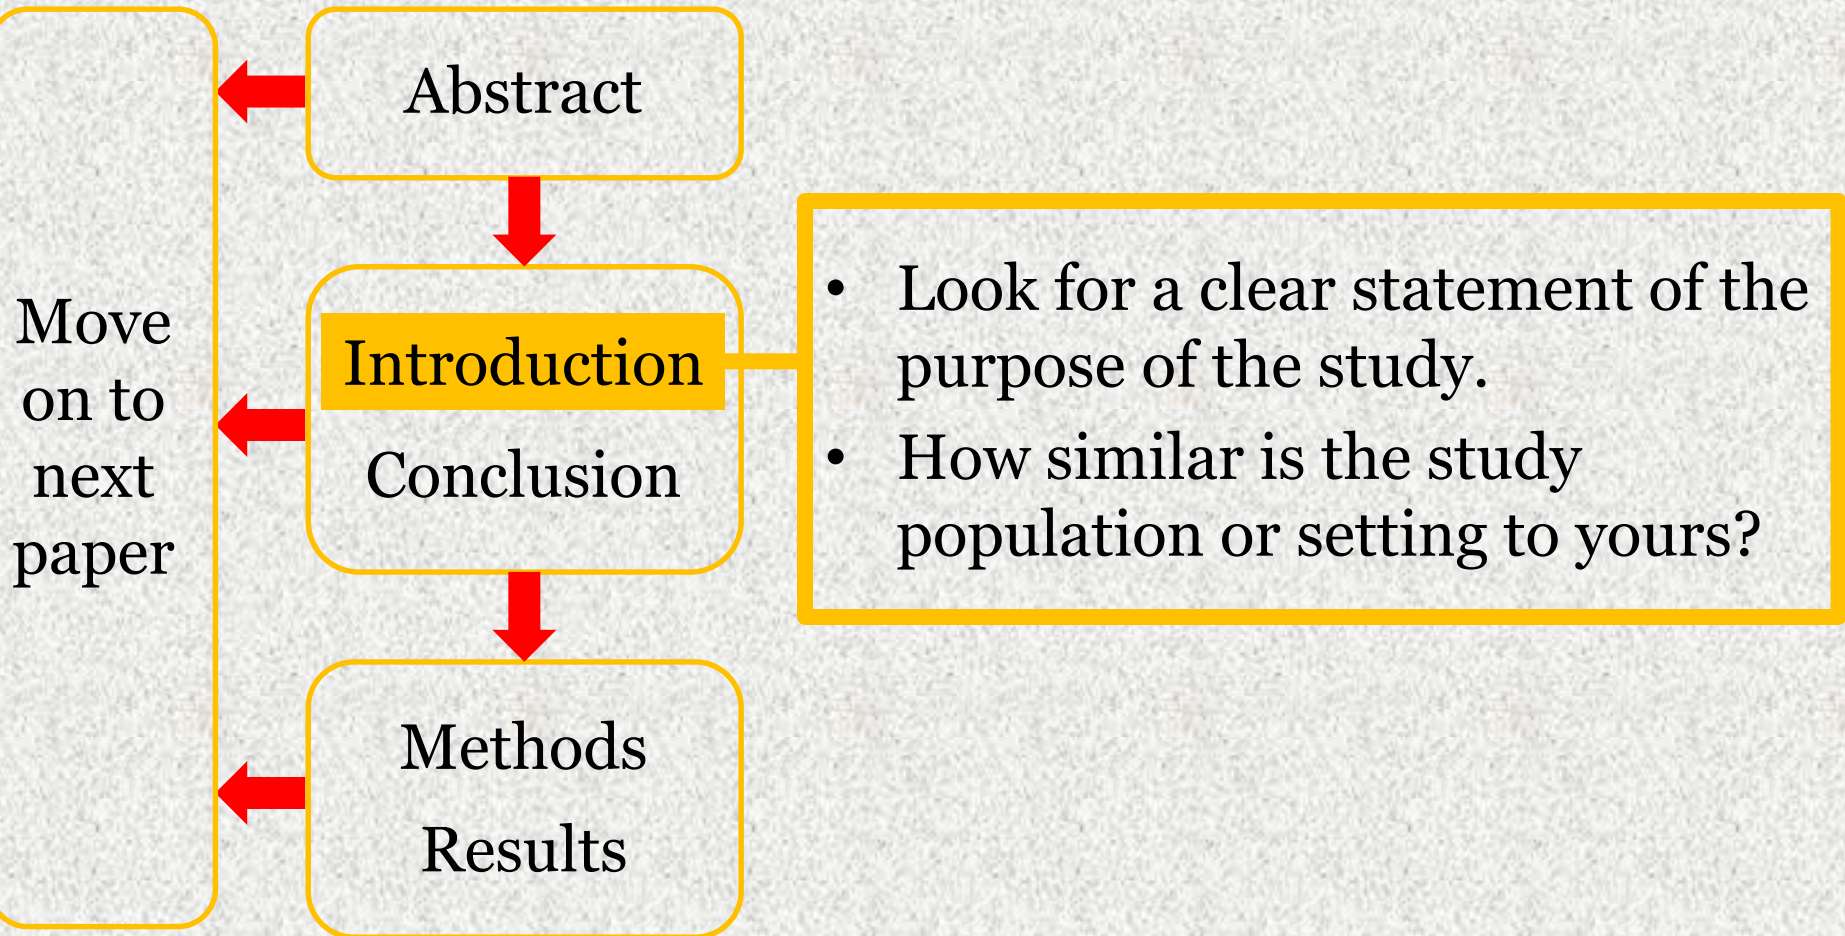 Move
on to
next
paper
Abstract
Introduction
Conclusion
Methods
Results
• Look for a clear statement of the
purpose of the study.
• How similar is the study
population or setting to yours?